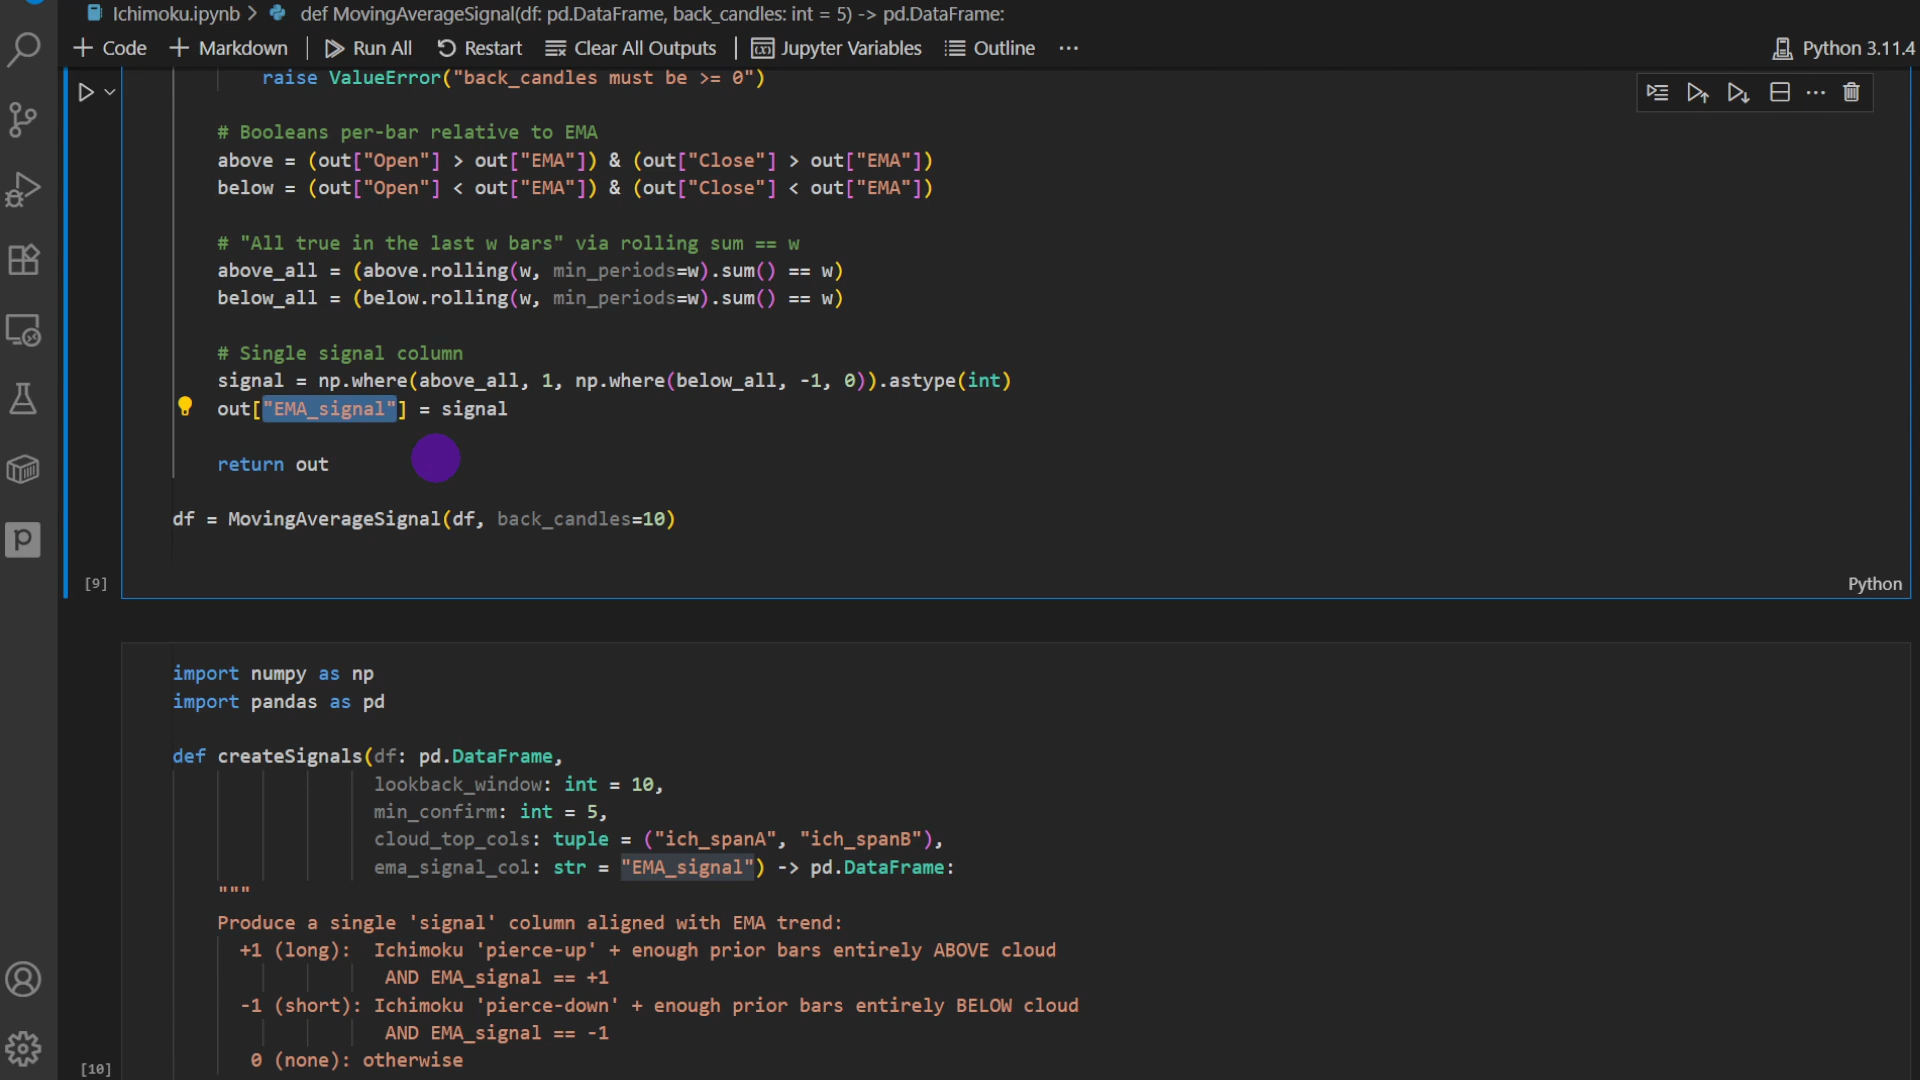 Ichimoku.ipynb > def MovingAverageSignal(df: pd.DataFrame, back_candles: int = 5) -> pd.DataFrame:
+ Code + Markdown | Run All Restart Clear All Outputs | Jupyter Variables Outline ··· Python 3.11.4
raise ValueError("back_candles must be >= 0")
# Booleans per-bar relative to EMA
above = (out["Open"] > out["EMA"]) & (out["Close"] > out["EMA"])
below = (out["Open"] < out["EMA"]) & (out["Close"] < out["EMA"])
# "All true in the last w bars" via rolling sum == w
above_all = (above.rolling(w, min_periods=w).sum() == w)
below_all = (below.rolling(w, min_periods=w).sum() == w)
# Single signal column
signal = np.where(above_all, 1, np.where(below_all, -1, 0)).astype(int)
out["EMA_signal"] = signal
return out
df = MovingAverageSignal(df, back_candles=10)
[9] Python
import numpy as np
import pandas as pd
def createSignals(df: pd.DataFrame,
lookback_window: int = 10,
min_confirm: int = 5,
cloud_top_cols: tuple = ("ich_spanA", "ich_spanB"),
ema_signal_col: str = "EMA_signal") -> pd.DataFrame:
"""
Produce a single 'signal' column aligned with EMA trend:
+1 (long): Ichimoku 'pierce-up' + enough prior bars entirely ABOVE cloud
AND EMA_signal == +1
-1 (short): Ichimoku 'pierce-down' + enough prior bars entirely BELOW cloud
AND EMA_signal == -1
0 (none): otherwise
[10]